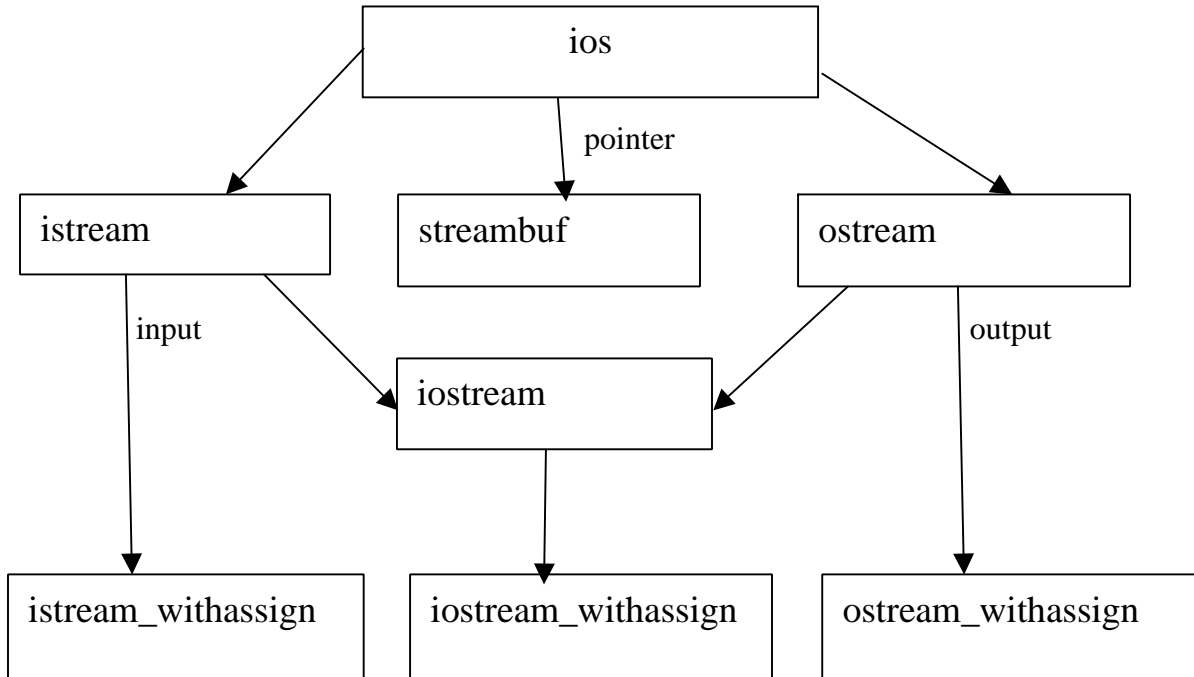 ios
pointer
istream
streambuf
ostream
input
output
iostream
istream_withassign
iostream_withassign
ostream_withassign